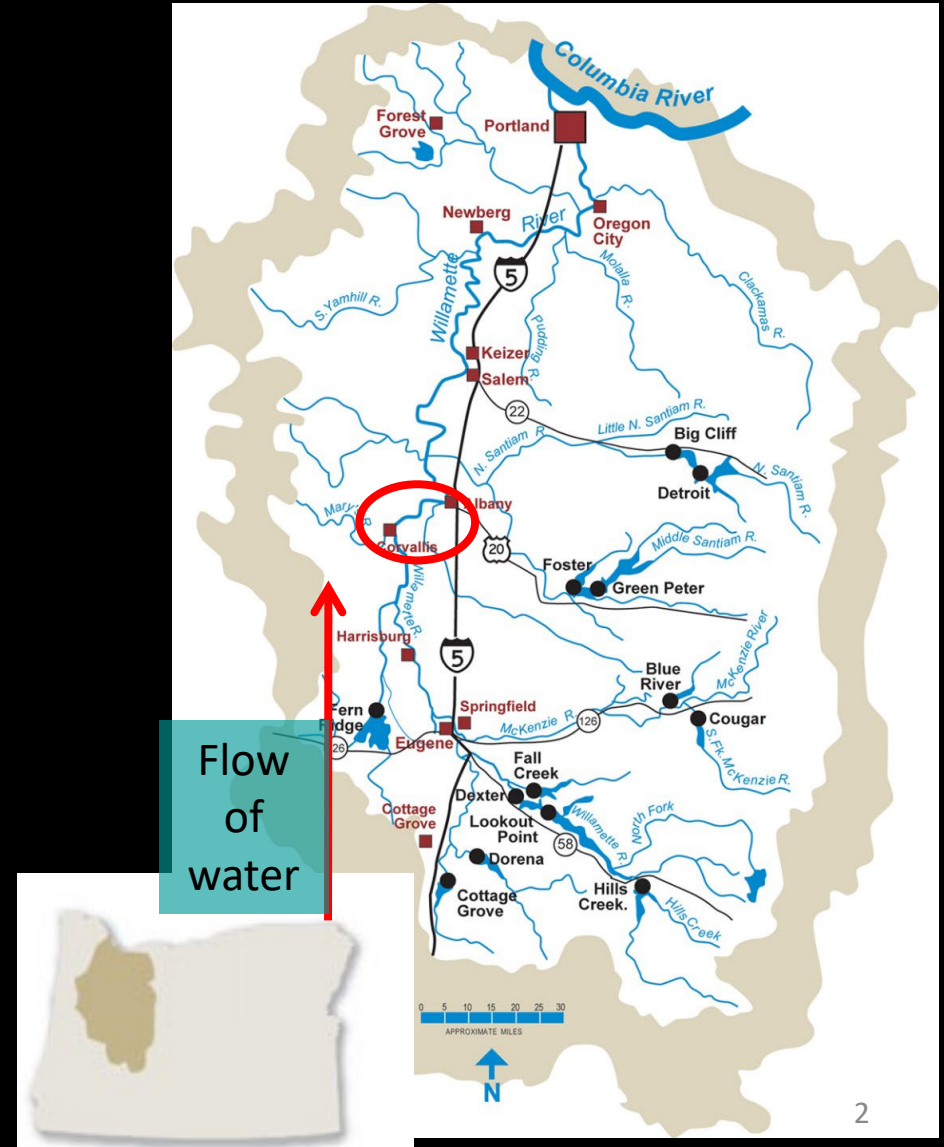 Columbia River
Forest
Grove
Portland
Newberg
River
Oregon
City
Willamette
5
Molalla R.
Clackamas R.
S. Yamhill R.
Pudding R.
Keizer
Salem
22
Little N. Santiam R.
N. Santiam R
Big Cliff
Detroit
N. Santiam R.
Albany
Corvallis
20
Middle Santiam R.
Foster
Green Peter
Willamette R.
Harrisburg
5
McKenzie River
Blue
River
Springfield
McKenzie R.
126
Cougar
Fern
Ridge
Eugene
S. Fk. McKenzie R.
Fall
Creek
Dexter
Lookout
Point
Willamette R.
North Fork
58
Cottage
Grove
Dorena
Cottage
Grove
Hills
Creek.
Hills Creek
Flow
of
water
0 5 10 15 20 25 30
APPROXIMATE MILES
N
2